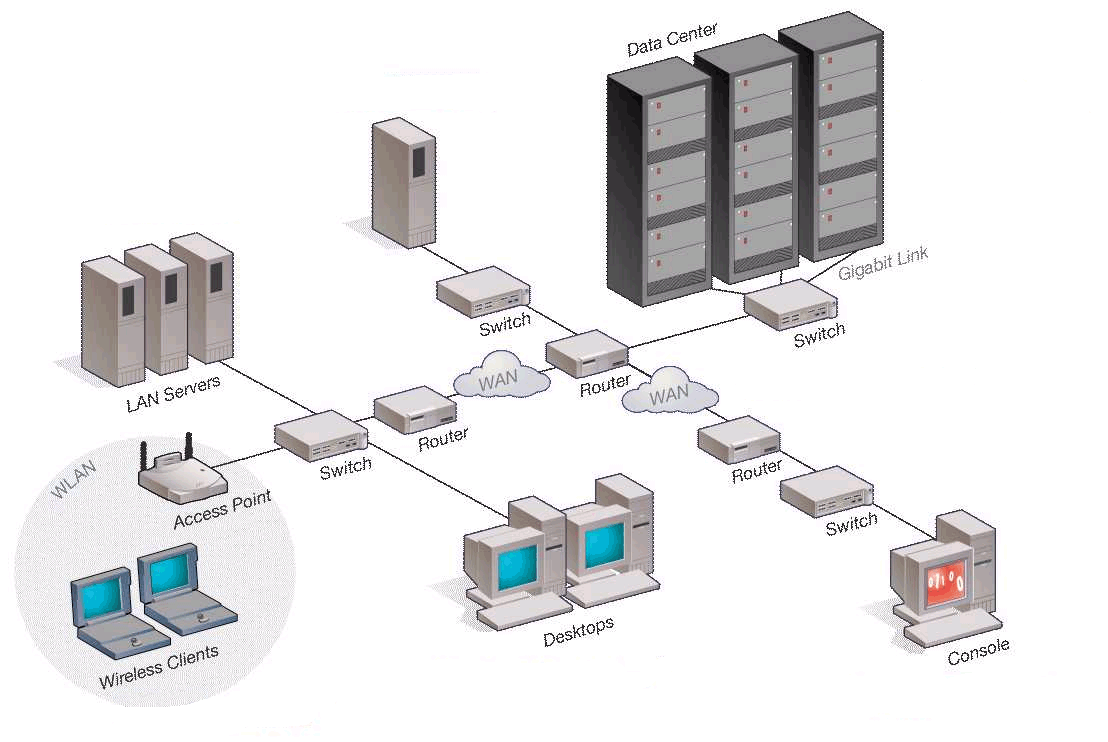 Data Center
Gigabit Link
Switch
Switch
LAN Servers
WAN
Router
WAN
Router
Switch
Router
WLAN
Access Point
Switch
Desktops
Wireless Clients
Console